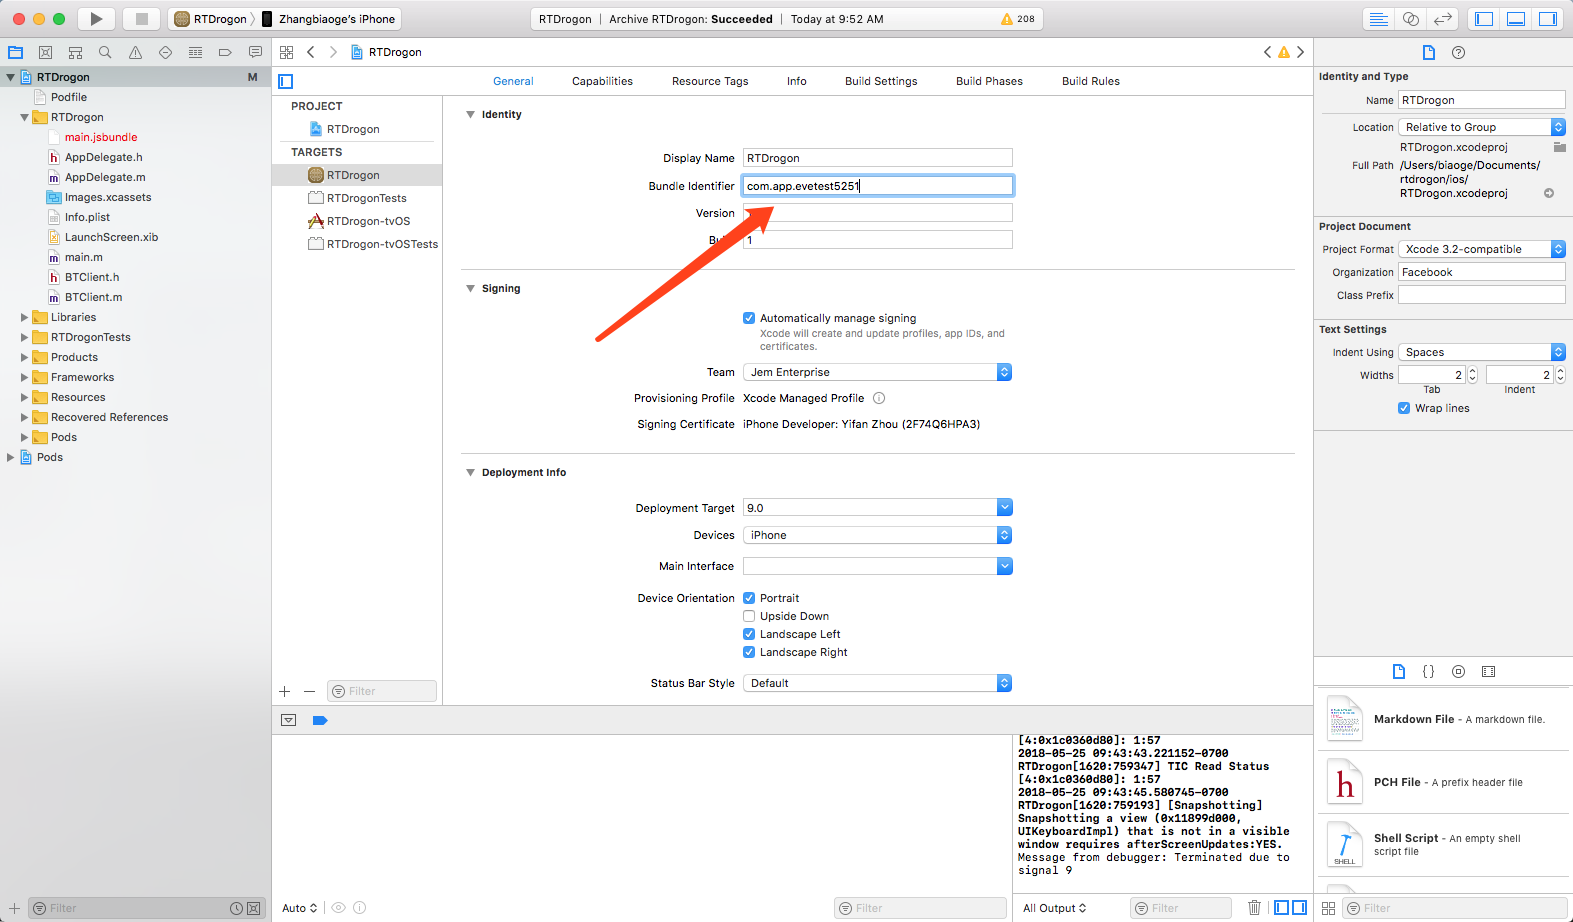 RTDrogon
Zhangbiaoge's iPhone
RTDrogon | Archive RTDrogon: Succeeded | Today at 9:52 AM
208
RTDrogon
General
Capabilities
Resource Tags
Info
Build Settings
Build Phases
Build Rules
RTDrogon M
Podfile
RTDrogon
main.jsbundle
AppDelegate.h
AppDelegate.m
Images.xcassets
Info.plist
LaunchScreen.xib
main.m
BTClient.h
BTClient.m
Libraries
RTDrogonTests
Products
Frameworks
Resources
Recovered References
Pods
Pods
Filter
PROJECT
RTDrogon
TARGETS
RTDrogon
RTDrogonTests
RTDrogon-tvOS
RTDrogon-tvOSTests
Filter
Identity
Display Name RTDrogon
Bundle Identifier com.app.evetest5251
Version
1
Signing
Automatically manage signing
Xcode will create and update profiles, app IDs, and
certificates.
Team Jem Enterprise
Provisioning Profile Xcode Managed Profile
Signing Certificate iPhone Developer: Yifan Zhou (2F74Q6HPA3)
Deployment Info
Deployment Target 9.0
Devices iPhone
Main Interface
Device Orientation Portrait
Upside Down
Landscape Left
Landscape Right
Status Bar Style Default
Auto
Filter
[4:0x1c0360d80]: 1:57
2018-05-25 09:43:43.221152-0700
RTDrogon[1620:759347] TIC Read Status
[4:0x1c0360d80]: 1:57
2018-05-25 09:43:45.580745-0700
RTDrogon[1620:759193] [Snapshotting]
Snapshotting a view (0x11899d000,
UIKeyboardImpl) that is not in a visible
window requires afterScreenUpdates:YES.
Message from debugger: Terminated due to
signal 9
All Output
Filter
Identity and Type
Name RTDrogon
Location Relative to Group
RTDrogon.xcodeproj
Full Path /Users/biaoge/Documents/
rtdrogon/ios/
RTDrogon.xcodeproj
Project Document
Project Format Xcode 3.2-compatible
Organization Facebook
Class Prefix
Text Settings
Indent Using Spaces
Widths 2 2
Tab Indent
Wrap lines
{}
Markdown File - A markdown file.
h
PCH File - A prefix header file
SHELL
Shell Script - An empty shell
script file
Filter